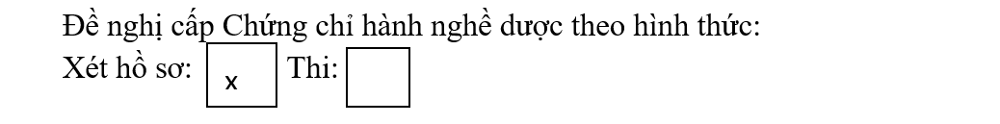 Đề nghị cấp Chứng chỉ hành nghề dược theo hình thức:
Xét hồ sơ: x Thi: